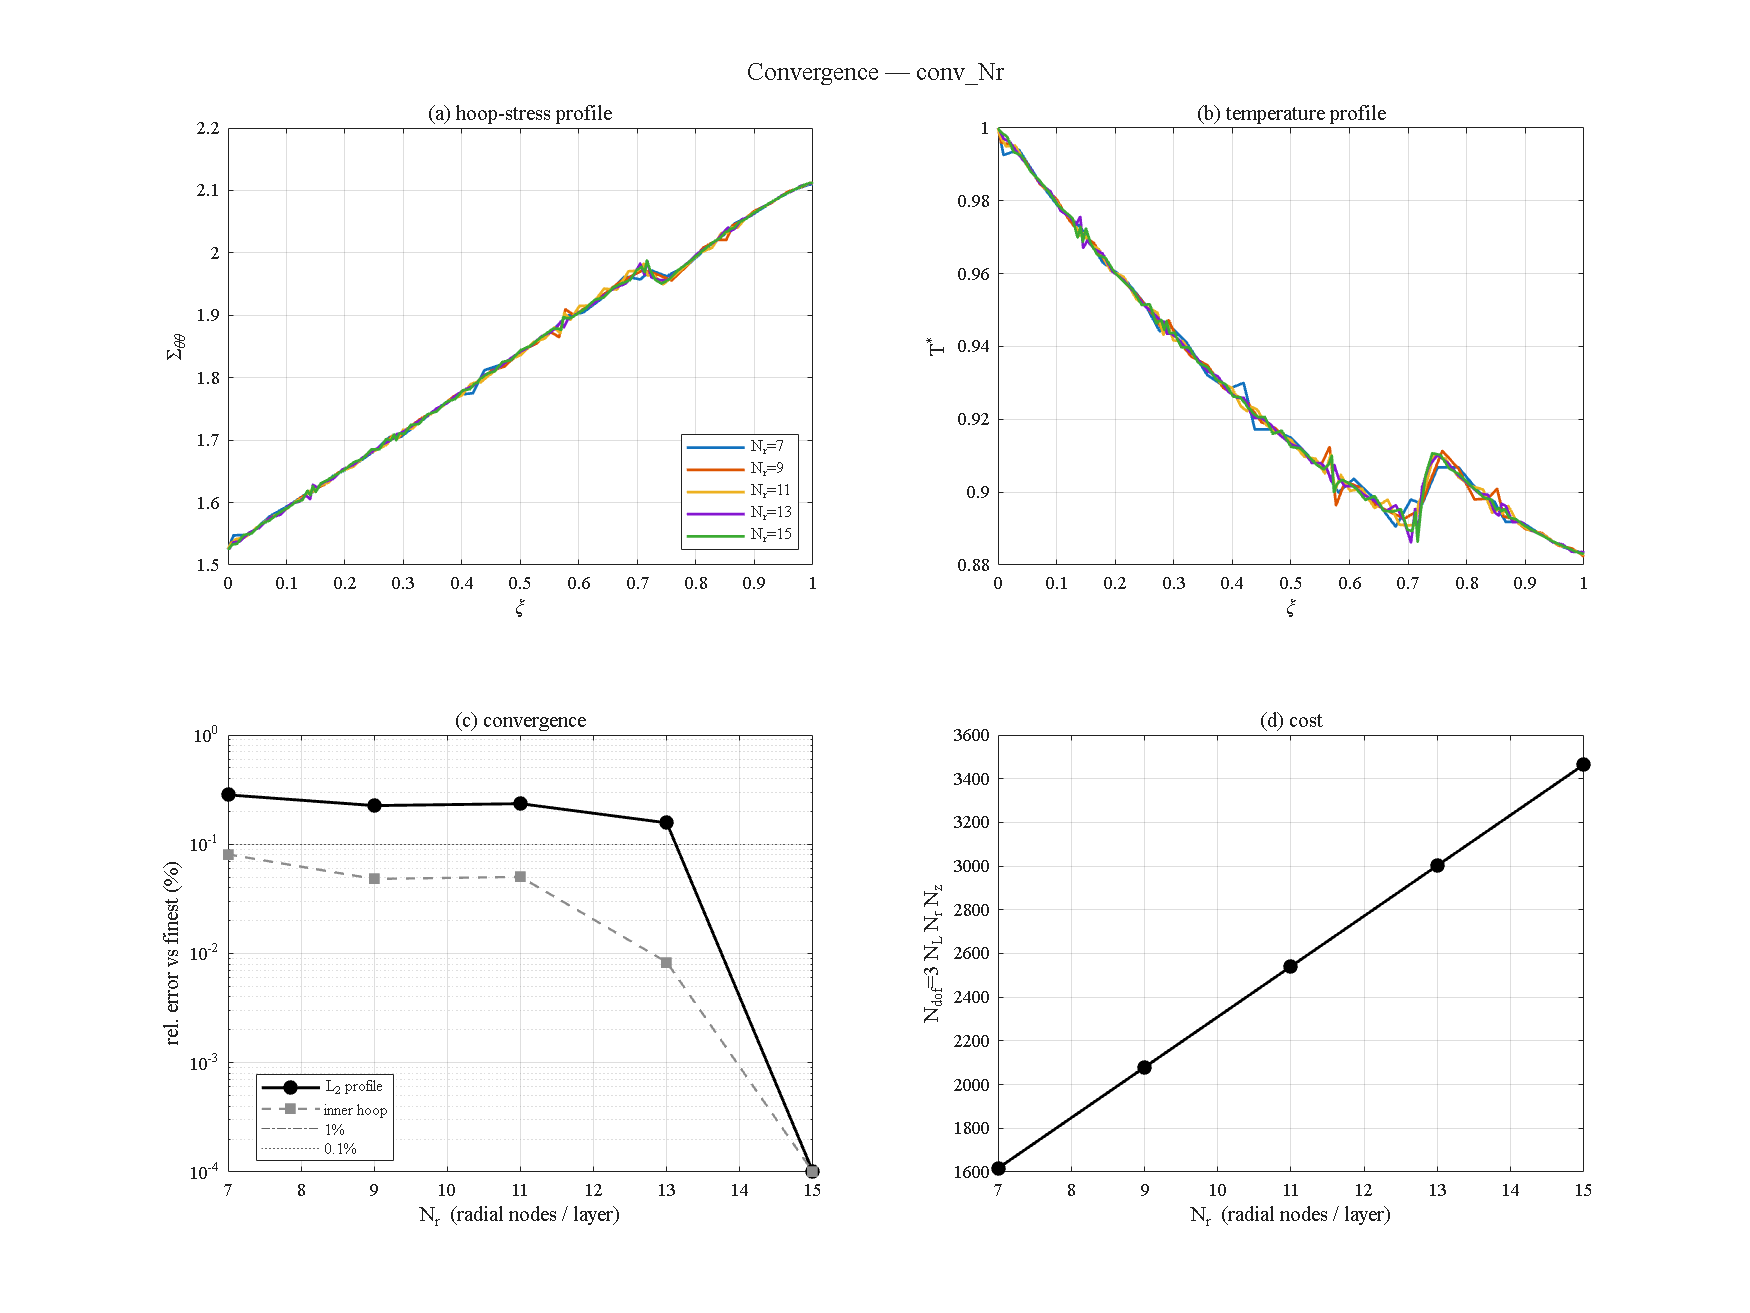 Convergence — conv_Nr
(a) hoop-stress profile
2.2
2.1
2
1.9
1.8
1.7
1.6
1.5
Σθθ
0 0.1 0.2 0.3 0.4 0.5 0.6 0.7 0.8 0.9 1
ξ
Nr=7
Nr=9
Nr=11
Nr=13
Nr=15
(b) temperature profile
1
0.98
0.96
0.94
0.92
0.9
0.88
T*
0 0.1 0.2 0.3 0.4 0.5 0.6 0.7 0.8 0.9 1
ξ
(c) convergence
10^0
10^-1
10^-2
10^-3
10^-4
rel. error vs finest (%)
L2 profile
inner hoop
1%
0.1%
7 8 9 10 11 12 13 14 15
Nr (radial nodes / layer)
(d) cost
3600
3400
3200
3000
2800
2600
2400
2200
2000
1800
1600
Ndof=3 NL Nr Nz
7 8 9 10 11 12 13 14 15
Nr (radial nodes / layer)